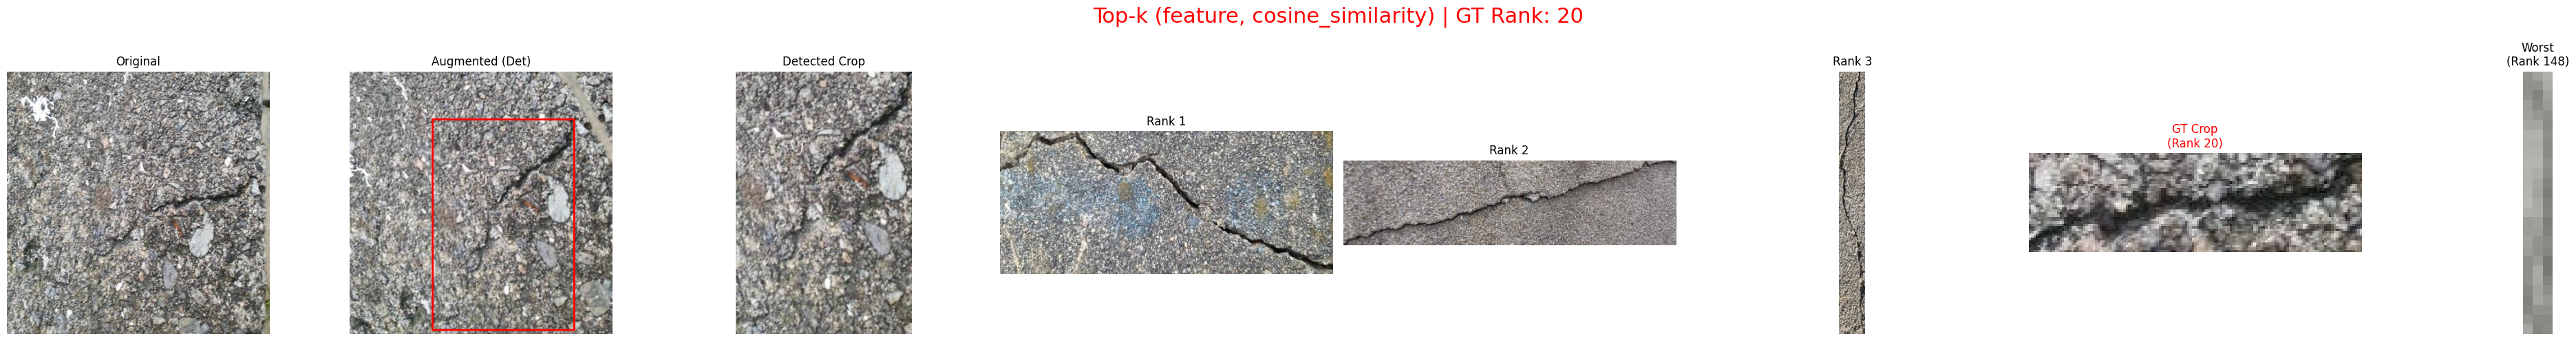 Top-k (feature, cosine_similarity) | GT Rank: 20
Original
Augmented (Det)
Detected Crop
Rank 1
Rank 2
Rank 3
GT Crop
(Rank 20)
Worst
(Rank 148)